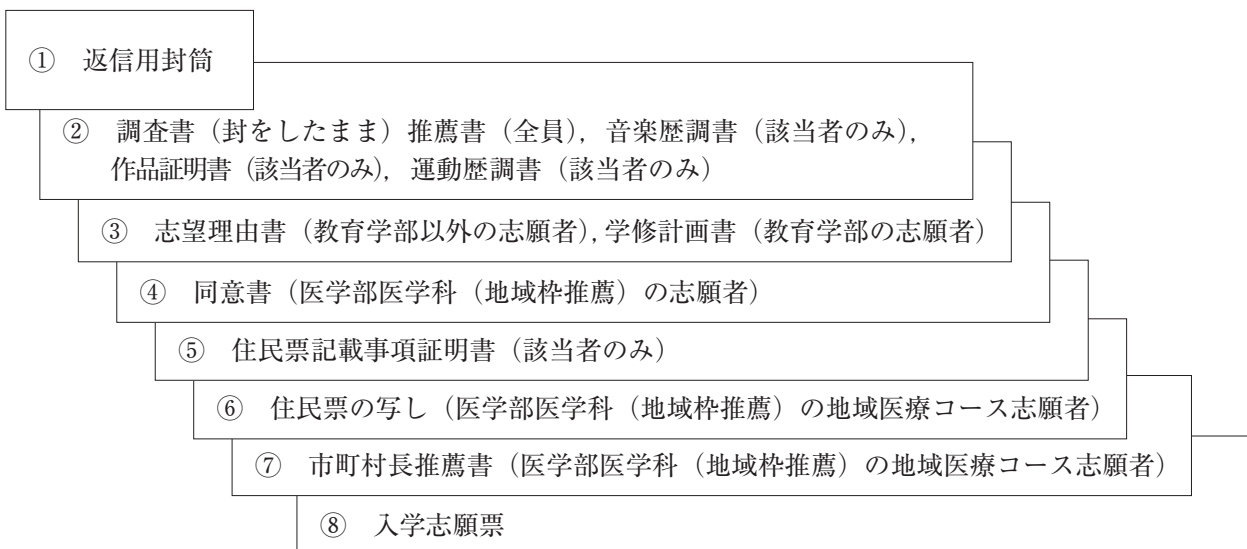 ① 返信用封筒
② 調査書（封をしたまま）推薦書（全員），音楽歴調書（該当者のみ），
作品証明書（該当者のみ），運動歴調書（該当者のみ）
③ 志望理由書（教育学部以外の志願者），学修計画書（教育学部の志願者）
④ 同意書（医学部医学科（地域枠推薦）の志願者）
⑤ 住民票記載事項証明書（該当者のみ）
⑥ 住民票の写し（医学部医学科（地域枠推薦）の地域医療コース志願者）
⑦ 市町村長推薦書（医学部医学科（地域枠推薦）の地域医療コース志願者）
⑧ 入学志願票